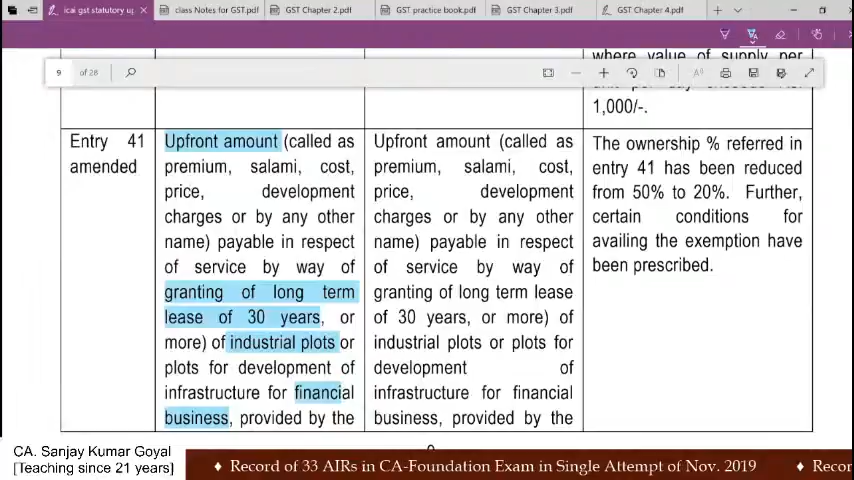 icai gst statutory up
class Notes for GST.pdf
GST Chapter 2.pdf
GST practice book.pdf
GST Chapter 3.pdf
GST Chapter 4.pdf
where value of supply per
9 of 28
1,000/-.
Entry 41
amended
Upfront amount (called as
premium, salami, cost,
price, development
charges or by any other
name) payable in respect
of service by way of
granting of long term
lease of 30 years, or
more) of industrial plots or
plots for development of
infrastructure for financial
business, provided by the
Upfront amount (called as
premium, salami, cost,
price, development
charges or by any other
name) payable in respect
of service by way of
granting of long term lease
of 30 years, or more) of
industrial plots or plots for
development of
infrastructure for financial
business, provided by the
The ownership % referred in
entry 41 has been reduced
from 50% to 20%. Further,
certain conditions for
availing the exemption have
been prescribed.
CA. Sanjay Kumar Goyal
[Teaching since 21 years]
♦ Record of 33 AIRs in CA-Foundation Exam in Single Attempt of Nov. 2019 ♦ Recor